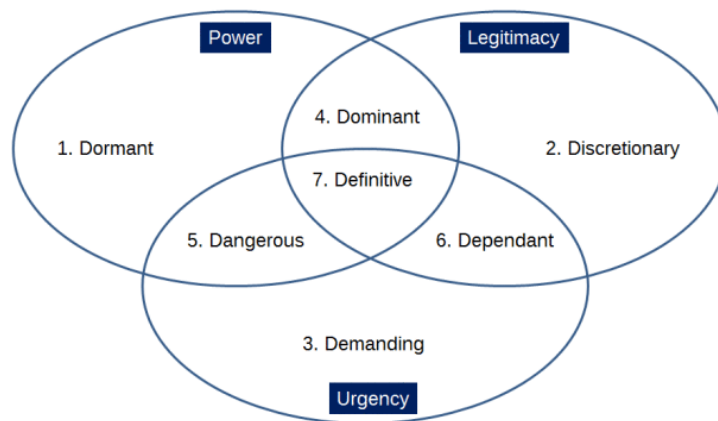 Power
Legitimacy
4. Dominant
1. Dormant
2. Discretionary
7. Definitive
5. Dangerous
6. Dependant
3. Demanding
Urgency